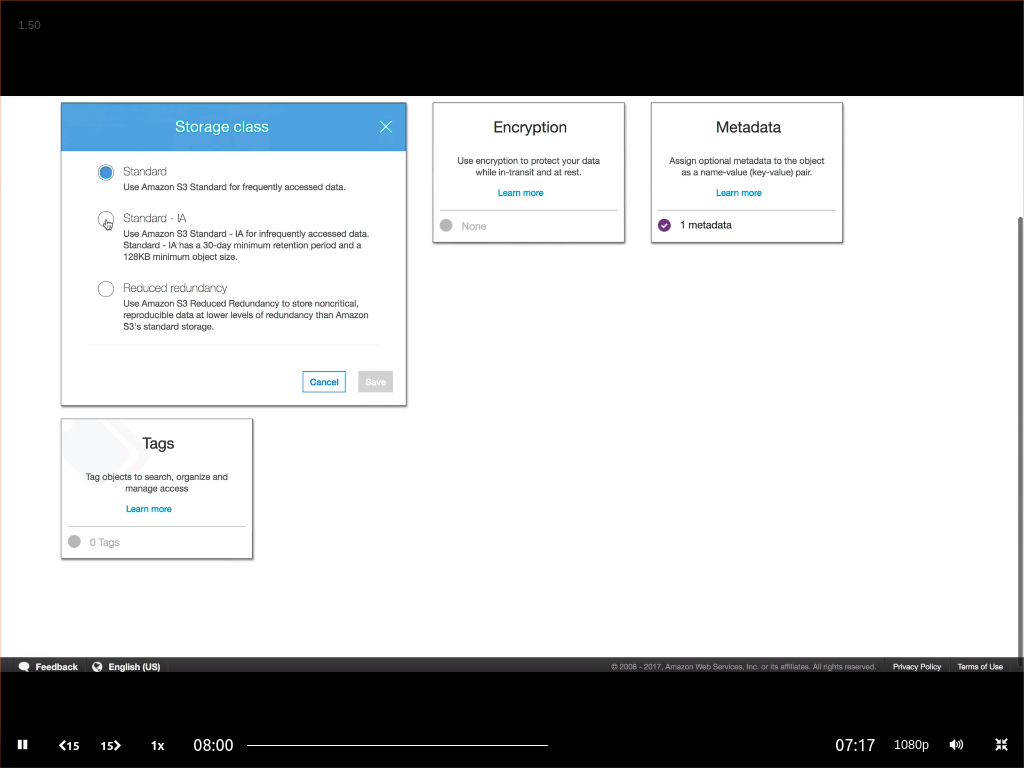 1.50
Storage class
Standard
Use Amazon S3 Standard for frequently accessed data.
Standard - IA
Use Amazon S3 Standard - IA for infrequently accessed data.
Standard - IA has a 30-day minimum retention period and a
128KB minimum object size.
Reduced redundancy
Use Amazon S3 Reduced Redundancy to store noncritical,
reproducible data at lower levels of redundancy than Amazon
S3's standard storage.
Cancel Save
Encryption
Use encryption to protect your data
while in-transit and at rest.
Learn more
None
Metadata
Assign optional metadata to the object
as a name-value (key-value) pair.
Learn more
1 metadata
Tags
Tag objects to search, organize and
manage access
Learn more
0 Tags
Feedback English (US) © 2008 - 2017, Amazon Web Services, Inc. or its affiliates. All rights reserved. Privacy Policy Terms of Use
15 15 1x 08:00 07:17 1080p